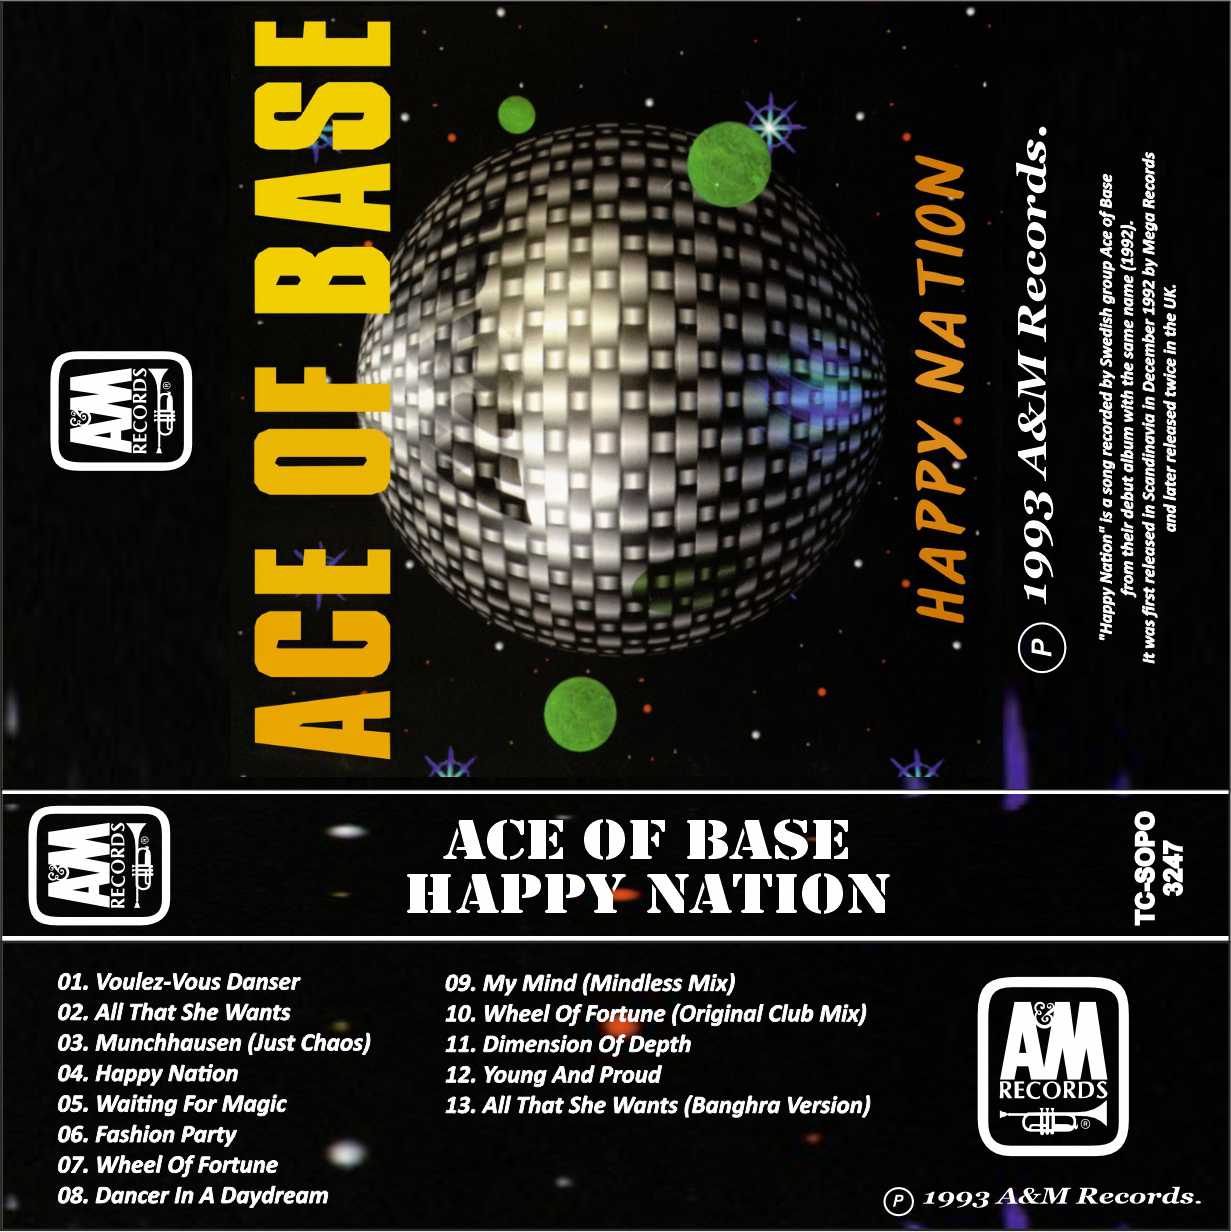 ACE OF BASE
HAPPY NATION
A&M
RECORDS
®
P 1993 A&M Records.
"Happy Nation" is a song recorded by Swedish group Ace of Base
from their debut album with the same name (1992).
It was first released in Scandinavia in December 1992 by Mega Records
and later released twice in the UK.
A&M
RECORDS
®
ACE OF BASE
HAPPY NATION
TC-SOPO
3247
01. Voulez-Vous Danser
02. All That She Wants
03. Munchhausen (Just Chaos)
04. Happy Nation
05. Waiting For Magic
06. Fashion Party
07. Wheel Of Fortune
08. Dancer In A Daydream
09. My Mind (Mindless Mix)
10. Wheel Of Fortune (Original Club Mix)
11. Dimension Of Depth
12. Young And Proud
13. All That She Wants (Banghra Version)
A&M
RECORDS
®
P 1993 A&M Records.